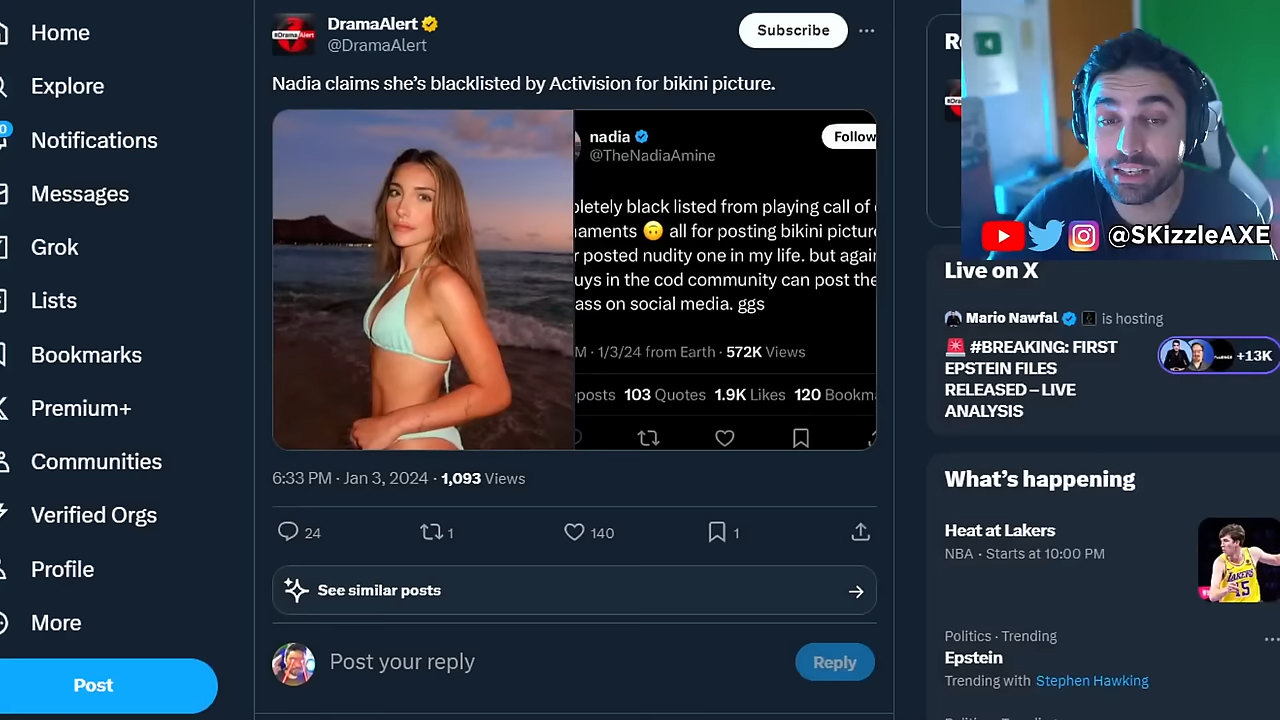 Home
Explore
Notifications
Messages
Grok
Lists
Bookmarks
Communities
Premium+
Verified Orgs
Profile
More
Post
DramaAlert
@DramaAlert
Subscribe
Nadia claims she's blacklisted by Activision for bikini picture.
nadia
@TheNadiaAmine
Follow
pletely black listed from playing call of
naments 🙃 all for posting bikini picture
r posted nudity one in my life. but again
uys in the cod community can post the
ass on social media. ggs
M · 1/3/24 from Earth · 572K Views
posts 103 Quotes 1.9K Likes 120 Bookm
6:33 PM · Jan 3, 2024 · 1,093 Views
24 1 140 1
See similar posts
Post your reply
Reply
@SKizzleAXE
Live on X
Mario Nawfal is hosting
🚨 #BREAKING: FIRST
EPSTEIN FILES
RELEASED – LIVE
ANALYSIS
+13K
What's happening
Heat at Lakers
NBA · Starts at 10:00 PM
LAKERS
15
Politics · Trending
Epstein
Trending with Stephen Hawking